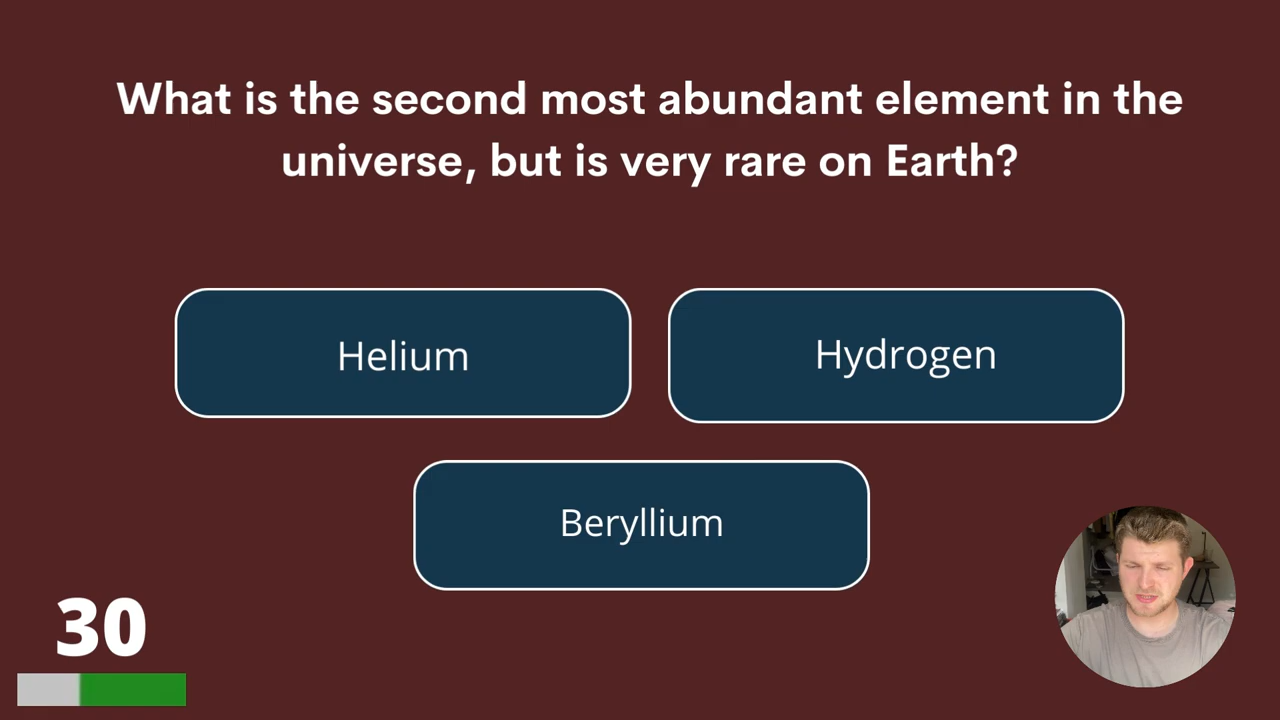 What is the second most abundant element in the
universe, but is very rare on Earth?
Helium
Hydrogen
Beryllium
30